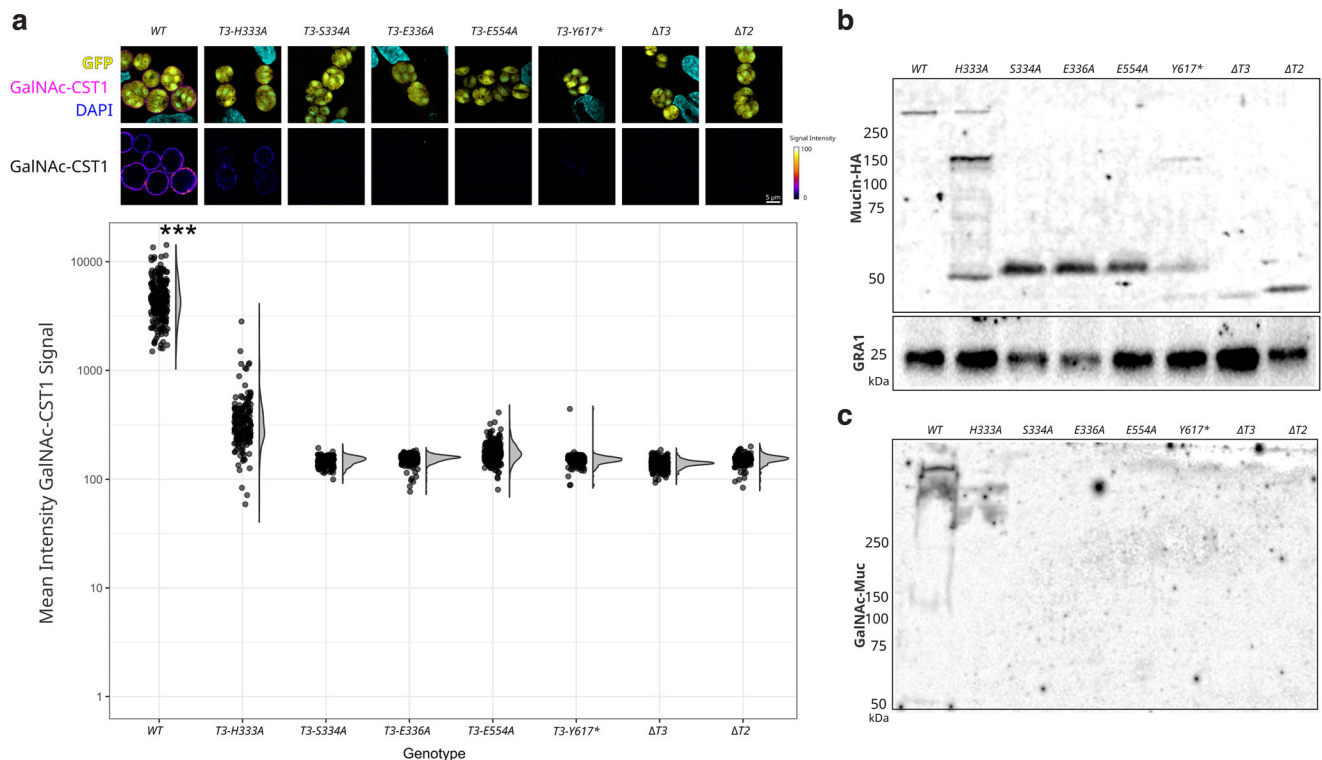 a
WT T3-H333A T3-S334A T3-E336A T3-E554A T3-Y617* ΔT3 ΔT2
GFP
GalNAc-CST1
DAPI
GalNAc-CST1
Signal Intensity
100
0
5 µm
Mean Intensity GalNAc-CST1 Signal
***
10000
1000
100
10
1
WT T3-H333A T3-S334A T3-E336A T3-E554A T3-Y617* ΔT3 ΔT2
Genotype
b
WT H333A S334A E336A E554A Y617* ΔT3 ΔT2
Mucin-HA
250
150
100
75
50
GRA1
25
kDa
c
WT H333A S334A E336A E554A Y617* ΔT3 ΔT2
GalNAc-Muc
250
150
100
75
50
kDa